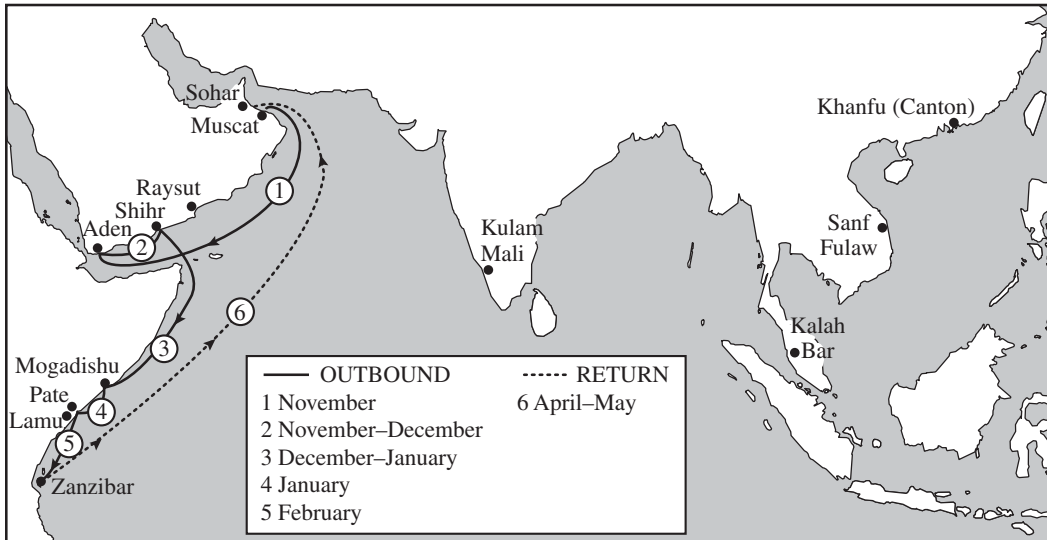 Sohar
Muscat
Khanfu (Canton)
Raysut
Shihr
Aden
1
2
Kulam
Mali
Sanf
Fulaw
6
3
Kalah
Bar
Mogadishu
Pate
Lamu
4
5
Zanzibar
OUTBOUND
1 November
2 November–December
3 December–January
4 January
5 February
RETURN
6 April–May